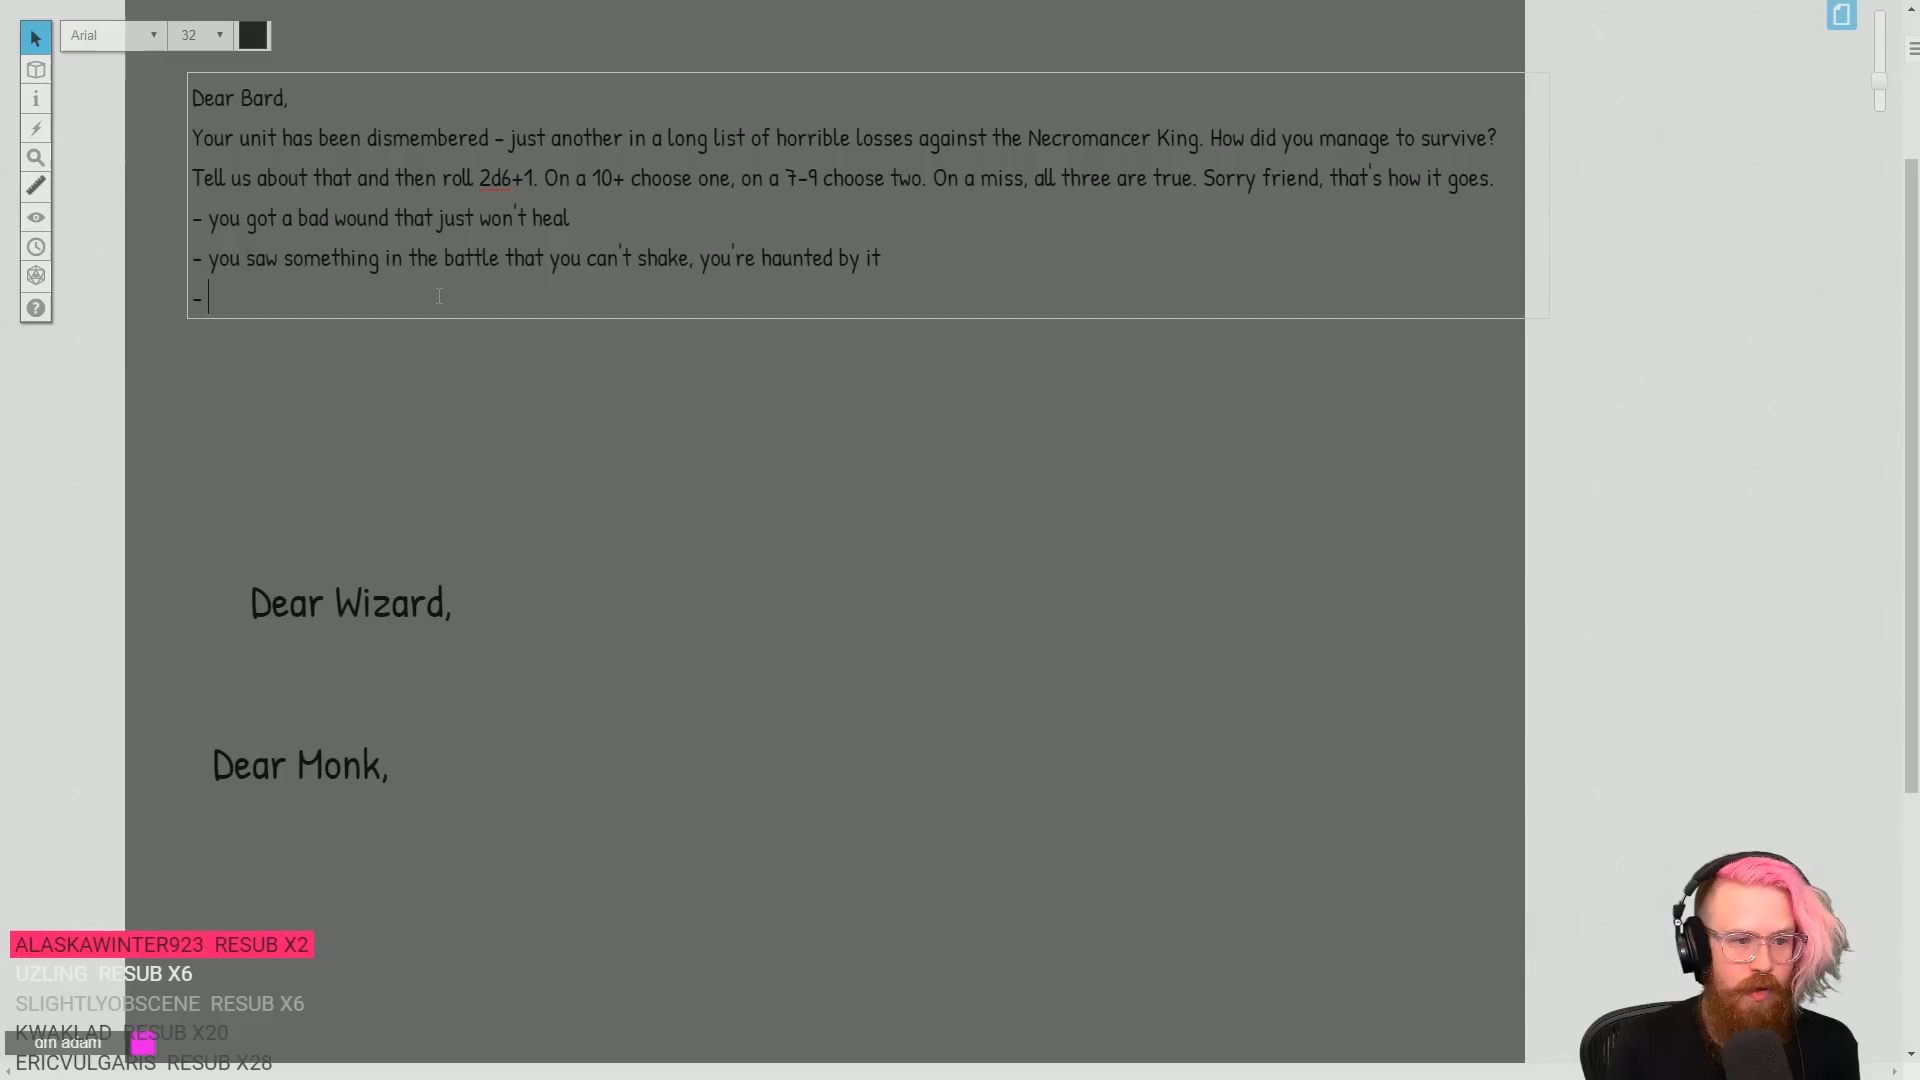 Arial
32
Dear Bard,
Your unit has been dismembered - just another in a long list of horrible losses against the Necromancer King. How did you manage to survive?
Tell us about that and then roll 2d6+1. On a 10+ choose one, on a 7-9 choose two. On a miss, all three are true. Sorry friend, that's how it goes.
- you got a bad wound that just won't heal
- you saw something in the battle that you can't shake, you're haunted by it
-
Dear Wizard,
Dear Monk,
ALASKAWINTER923 RESUB X2
UZLING RESUB X6
SLIGHTLYOBSCENE RESUB X6
KWAKLAD RESUB X20
dm adam
ERICVULGARIS RESUB X28